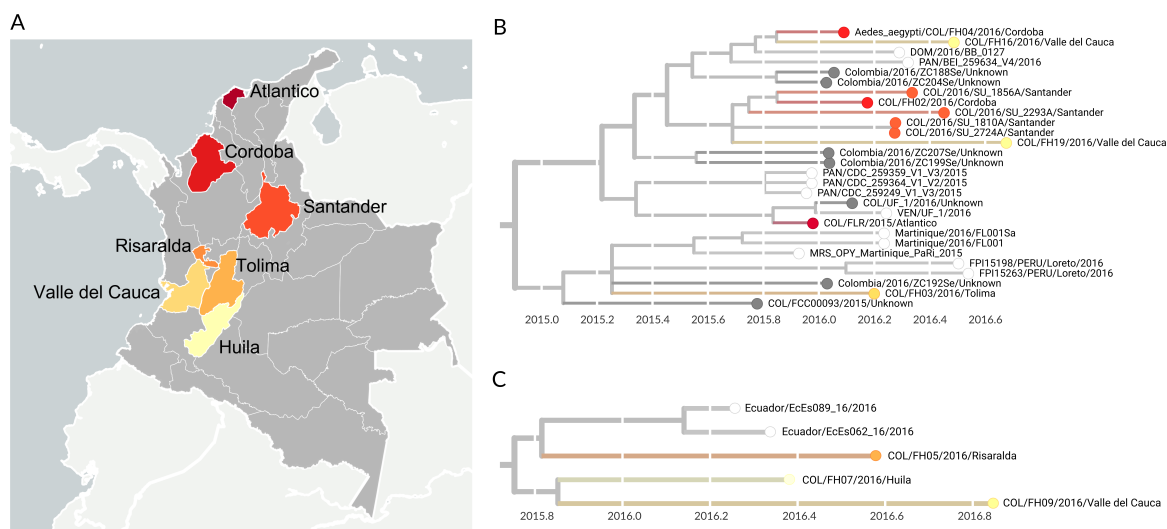 A
Atlantico
Cordoba
Santander
Risaralda
Tolima
Valle del Cauca
Huila
B
Aedes_aegypti/COL/FH04/2016/Cordoba
COL/FH16/2016/Valle del Cauca
DOM/2016/BB_0127
PAN/BEI_259634_V4/2016
Colombia/2016/ZC188Se/Unknown
Colombia/2016/ZC204Se/Unknown
COL/2016/SU_1856A/Santander
COL/FH02/2016/Cordoba
COL/2016/SU_2293A/Santander
COL/2016/SU_1810A/Santander
COL/2016/SU_2724A/Santander
COL/FH19/2016/Valle del Cauca
Colombia/2016/ZC207Se/Unknown
Colombia/2016/ZC199Se/Unknown
PAN/CDC_259359_V1_V3/2015
PAN/CDC_259364_V1_V2/2015
PAN/CDC_259249_V1_V3/2015
COL/UF_1/2016/Unknown
VEN/UF_1/2016
COL/FLR/2015/Atlantico
Martinique/2016/FL001Sa
Martinique/2016/FL001
MRS_OPY_Martinique_PaRi_2015
FPI15198/PERU/Loreto/2016
FPI15263/PERU/Loreto/2016
Colombia/2016/ZC192Se/Unknown
COL/FH03/2016/Tolima
COL/FCC00093/2015/Unknown
2015.0 2015.2 2015.4 2015.6 2015.8 2016.0 2016.2 2016.4 2016.6
C
Ecuador/EcEs089_16/2016
Ecuador/EcEs062_16/2016
COL/FH05/2016/Risaralda
COL/FH07/2016/Huila
COL/FH09/2016/Valle del Cauca
2015.8 2016.0 2016.2 2016.4 2016.6 2016.8